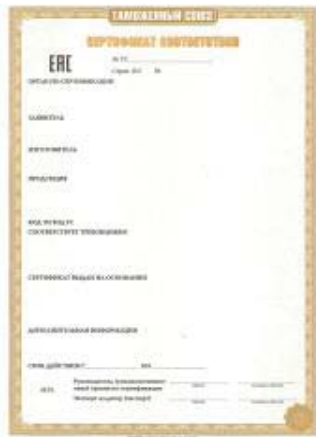 ТАМОЖЕННЫЙ СОЮЗ
СЕРТИФИКАТ СООТВЕТСТВИЯ
ЕАС
№ ТС
Серия RU №
ОРГАН ПО СЕРТИФИКАЦИИ
ЗАЯВИТЕЛЬ
ИЗГОТОВИТЕЛЬ
ПРОДУКЦИЯ
КОД ТН ВЭД ТС
СООТВЕТСТВУЕТ ТРЕБОВАНИЯМ
СЕРТИФИКАТ ВЫДАН НА ОСНОВАНИИ
ДОПОЛНИТЕЛЬНАЯ ИНФОРМАЦИЯ
СРОК ДЕЙСТВИЯ С ПО
М.П.
Руководитель (уполномоченное
лицо) органа по сертификации
Эксперт-аудитор (эксперт)